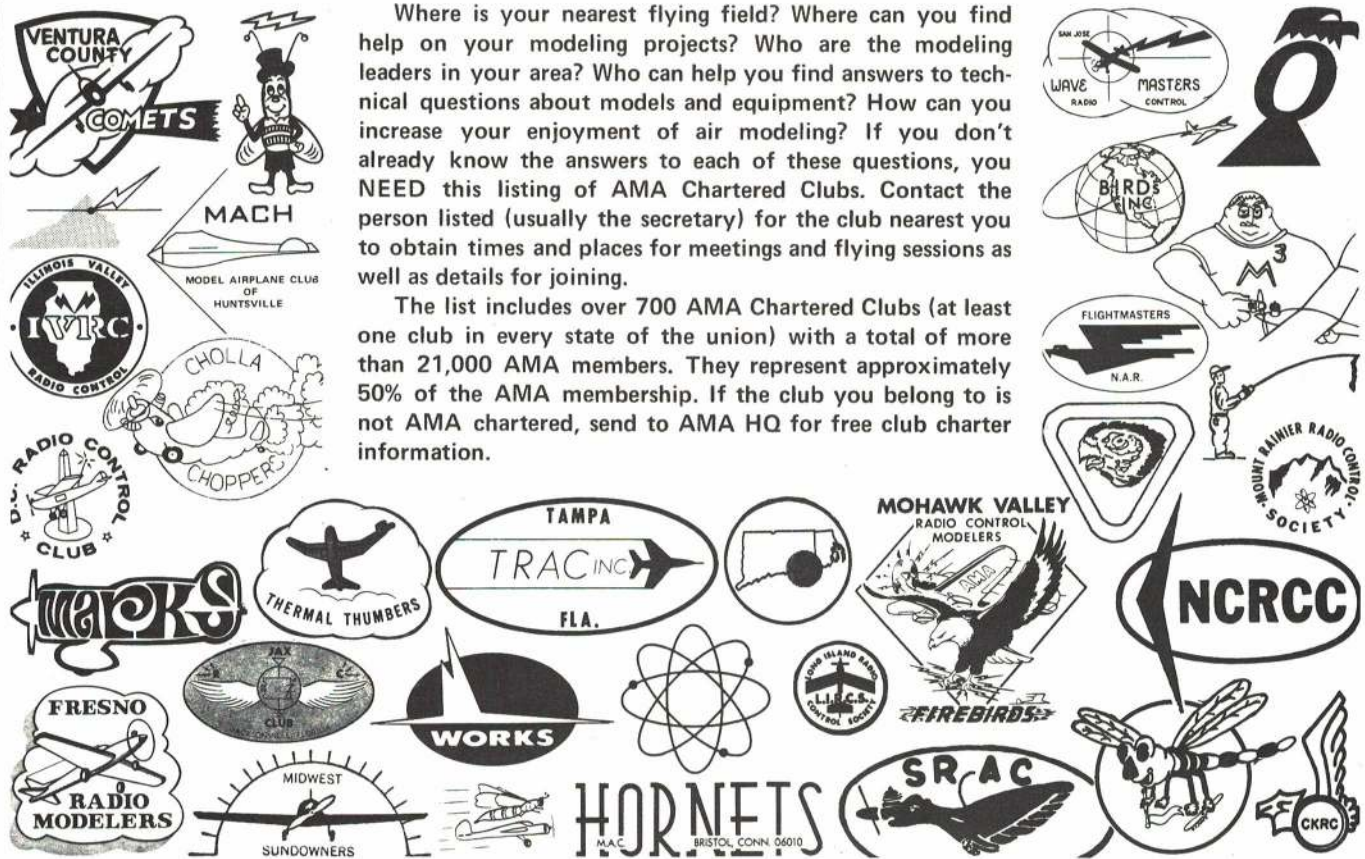 VENTURA
COUNTY
COMETS
Where is your nearest flying field? Where can you find
help on your modeling projects? Who are the modeling
leaders in your area? Who can help you find answers to tech-
nical questions about models and equipment? How can you
increase your enjoyment of air modeling? If you don't
already know the answers to each of these questions, you
NEED this listing of AMA Chartered Clubs. Contact the
person listed (usually the secretary) for the club nearest you
to obtain times and places for meetings and flying sessions as
well as details for joining.
The list includes over 700 AMA Chartered Clubs (at least
one club in every state of the union) with a total of more
than 21,000 AMA members. They represent approximately
50% of the AMA membership. If the club you belong to is
not AMA chartered, send to AMA HQ for free club charter
information.
SAN JOSE
WAVE MASTERS
RADIO CONTROL
BIRDS
INC.
M3
MACH
MODEL AIRPLANE CLUB
OF
HUNTSVILLE
ILLINOIS VALLEY
IVRC
RADIO CONTROL
FLIGHTMASTERS
N.A.R.
CHOLLA
CHOPPERS
D.C. RADIO CONTROL
CLUB
MOUNT RAINIER RADIO CONTROL
SOCIETY
THERMAL THUMBERS
TAMPA
TRAC INC.
FLA.
MOHAWK VALLEY
RADIO CONTROL
MODELERS
AMA
FIREBIRDS
NCRCC
MARKS
JAX
R C
CLUB
WORKS
LONG ISLAND RADIO
L.I.R.C.S.
CONTROL SOCIETY
FRESNO
RADIO
MODELERS
MIDWEST
SUNDOWNERS
HORNETS
M.A.C. BRISTOL, CONN. 06010
SRAC
CKRC